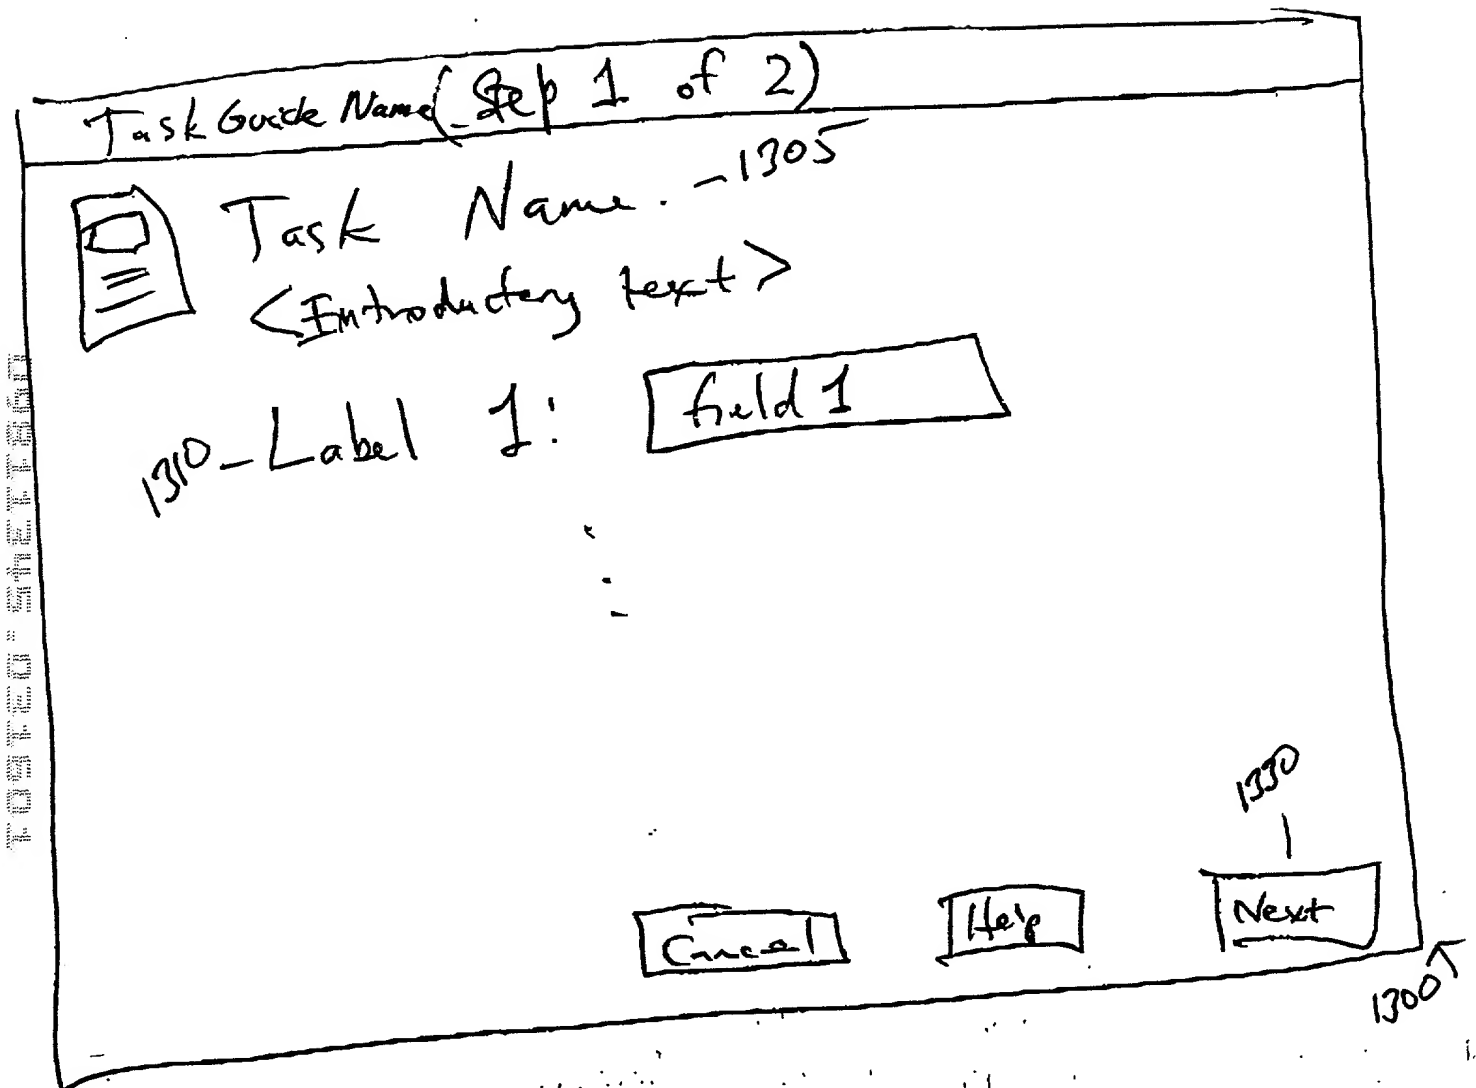 Task Guide Name (Step 1 of 2)
Task Name. - 1305
<Introductory text>
1310 - Label 1: field 1
1330
Cancel Help Next
1300